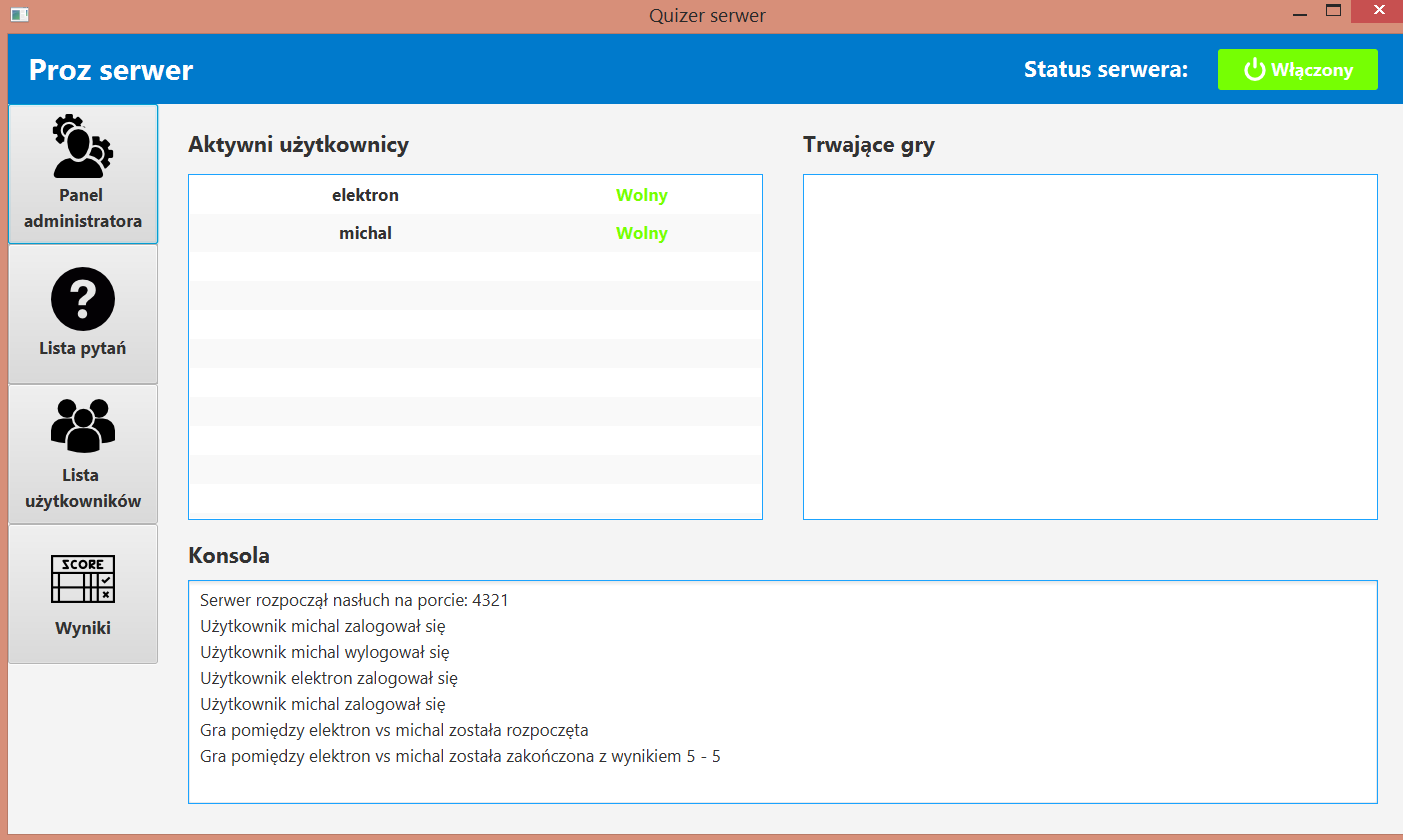 Quizer serwer
Proz serwer
Status serwera:
Włączony
Panel
administratora
Lista pytań
Lista
użytkowników
SCORE
Wyniki
Aktywni użytkownicy
elektron Wolny
michal Wolny
Trwające gry
Konsola
Serwer rozpoczął nasłuch na porcie: 4321
Użytkownik michal zalogował się
Użytkownik michal wylogował się
Użytkownik elektron zalogował się
Użytkownik michal zalogował się
Gra pomiędzy elektron vs michal została rozpoczęta
Gra pomiędzy elektron vs michal została zakończona z wynikiem 5 - 5